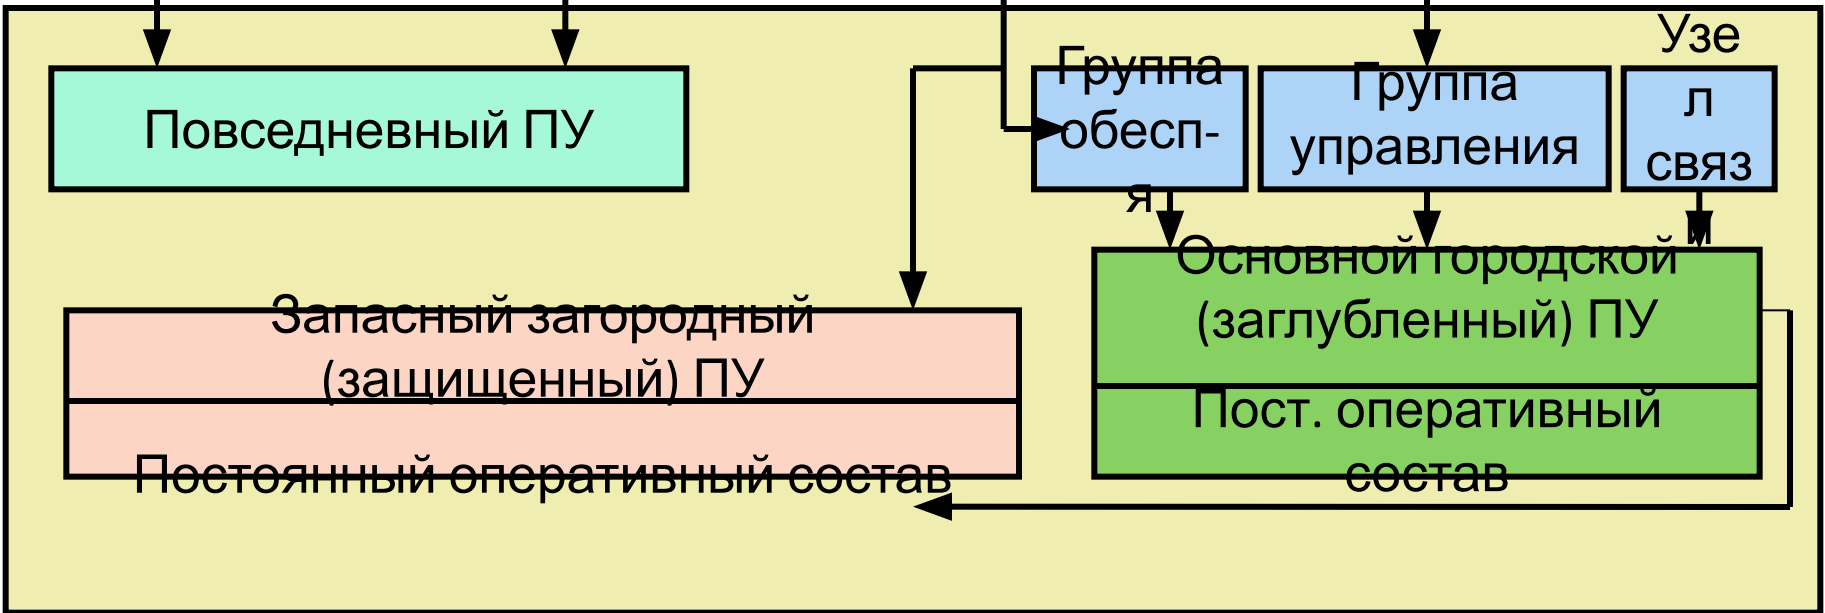 Повседневный ПУ
Группа
обесп-
я
Группа
управления
Узе
л
связ
и
Запасный загородный
(защищенный) ПУ
Постоянный оперативный состав
Основной городской
(заглубленный) ПУ
Пост. оперативный
состав